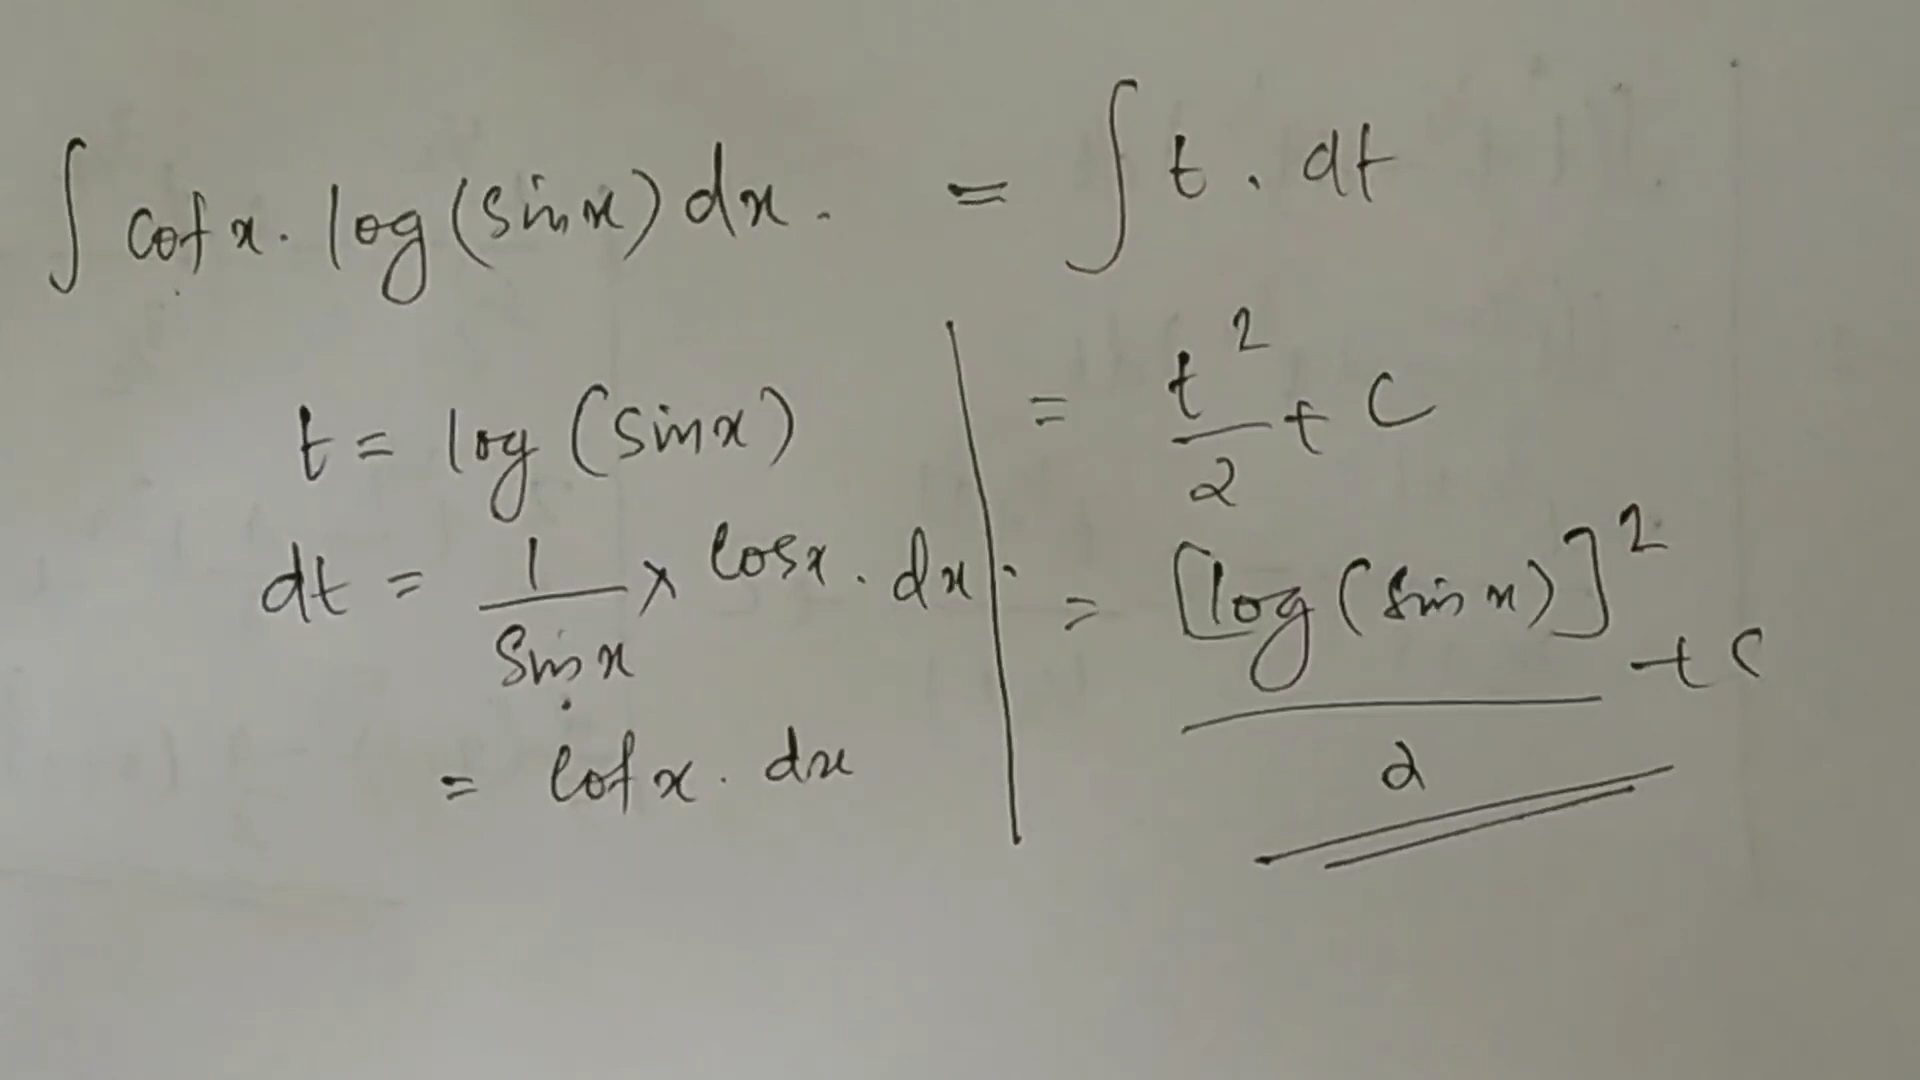 ∫ cot x . log (sin x) dx . = ∫ t . dt
t = log (sin x)
dt = 1/sin x × cos x . dx .
= cot x . dx
= t²/2 + C
= [log (sin x)]²/2 + C